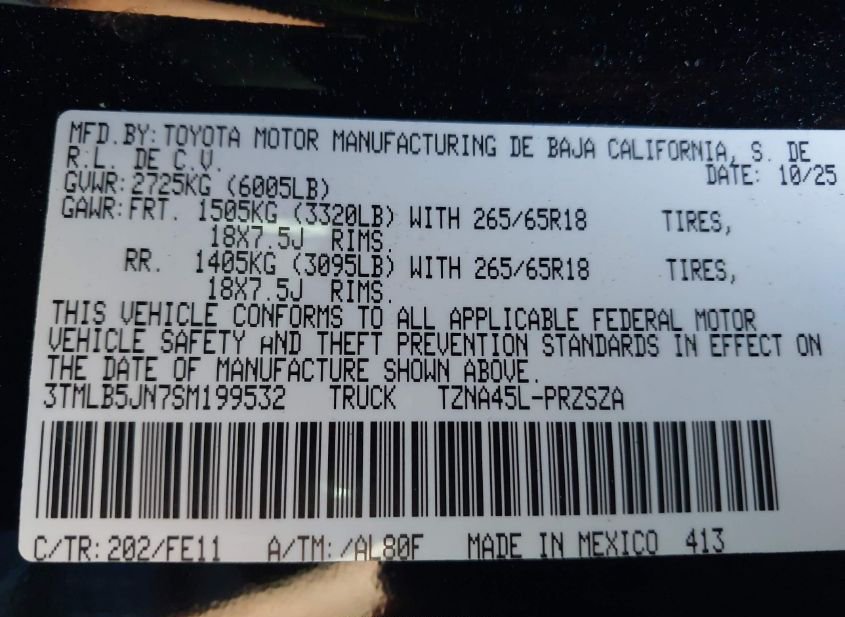 MFD.BY:TOYOTA MOTOR MANUFACTURING DE BAJA CALIFORNIA, S. DE
R.L. DE C.V. DATE: 10/25
GVWR:2725KG (6005LB)
GAWR:FRT. 1505KG (3320LB) WITH 265/65R18 TIRES,
18X7.5J RIMS.
RR. 1405KG (3095LB) WITH 265/65R18 TIRES,
18X7.5J RIMS.
THIS VEHICLE CONFORMS TO ALL APPLICABLE FEDERAL MOTOR
VEHICLE SAFETY AND THEFT PREVENTION STANDARDS IN EFFECT ON
THE DATE OF MANUFACTURE SHOWN ABOVE.
3TMLB5JN7SM199532 TRUCK TZNA45L-PRZSZA
C/TR:202/FE11 A/TM:/AL80F MADE IN MEXICO 413